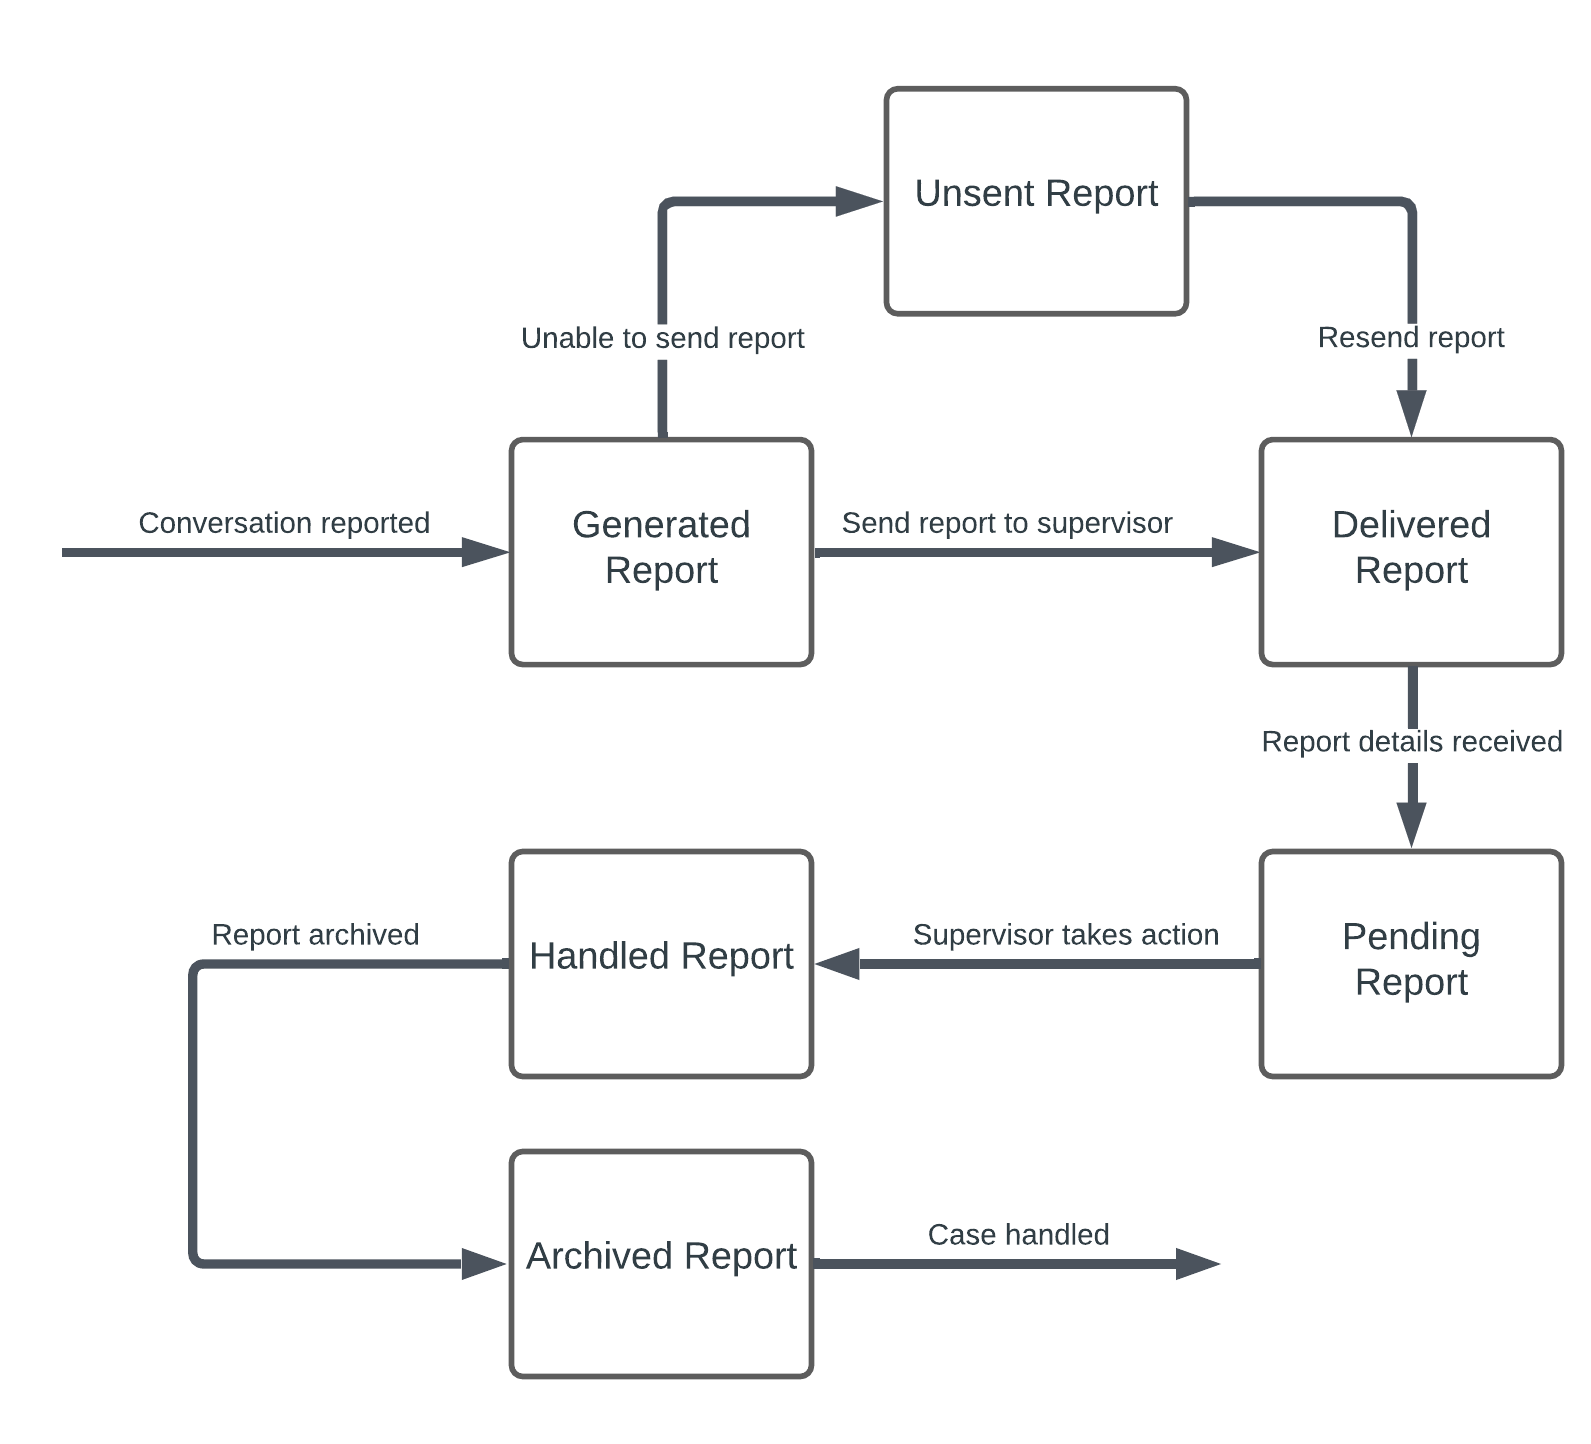 Unsent Report
Unable to send report
Resend report
Conversation reported
Generated
Report
Send report to supervisor
Delivered
Report
Report details received
Report archived
Handled Report
Supervisor takes action
Pending
Report
Archived Report
Case handled